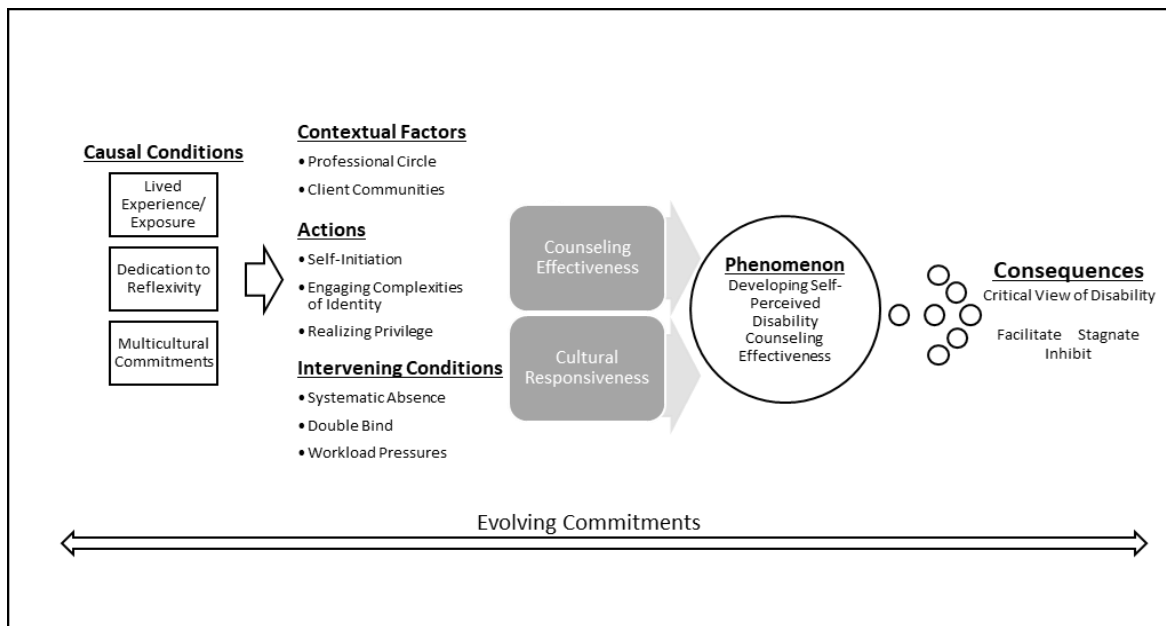 Causal Conditions
Lived
Experience/
Exposure
Dedication to
Reflexivity
Multicultural
Commitments
Contextual Factors
• Professional Circle
• Client Communities
Actions
• Self-Initiation
• Engaging Complexities
of Identity
• Realizing Privilege
Intervening Conditions
• Systematic Absence
• Double Bind
• Workload Pressures
Counseling
Effectiveness
Cultural
Responsiveness
Phenomenon
Developing Self-
Perceived
Disability
Counseling
Effectiveness
Consequences
Critical View of Disability
Facilitate Stagnate
Inhibit
Evolving Commitments